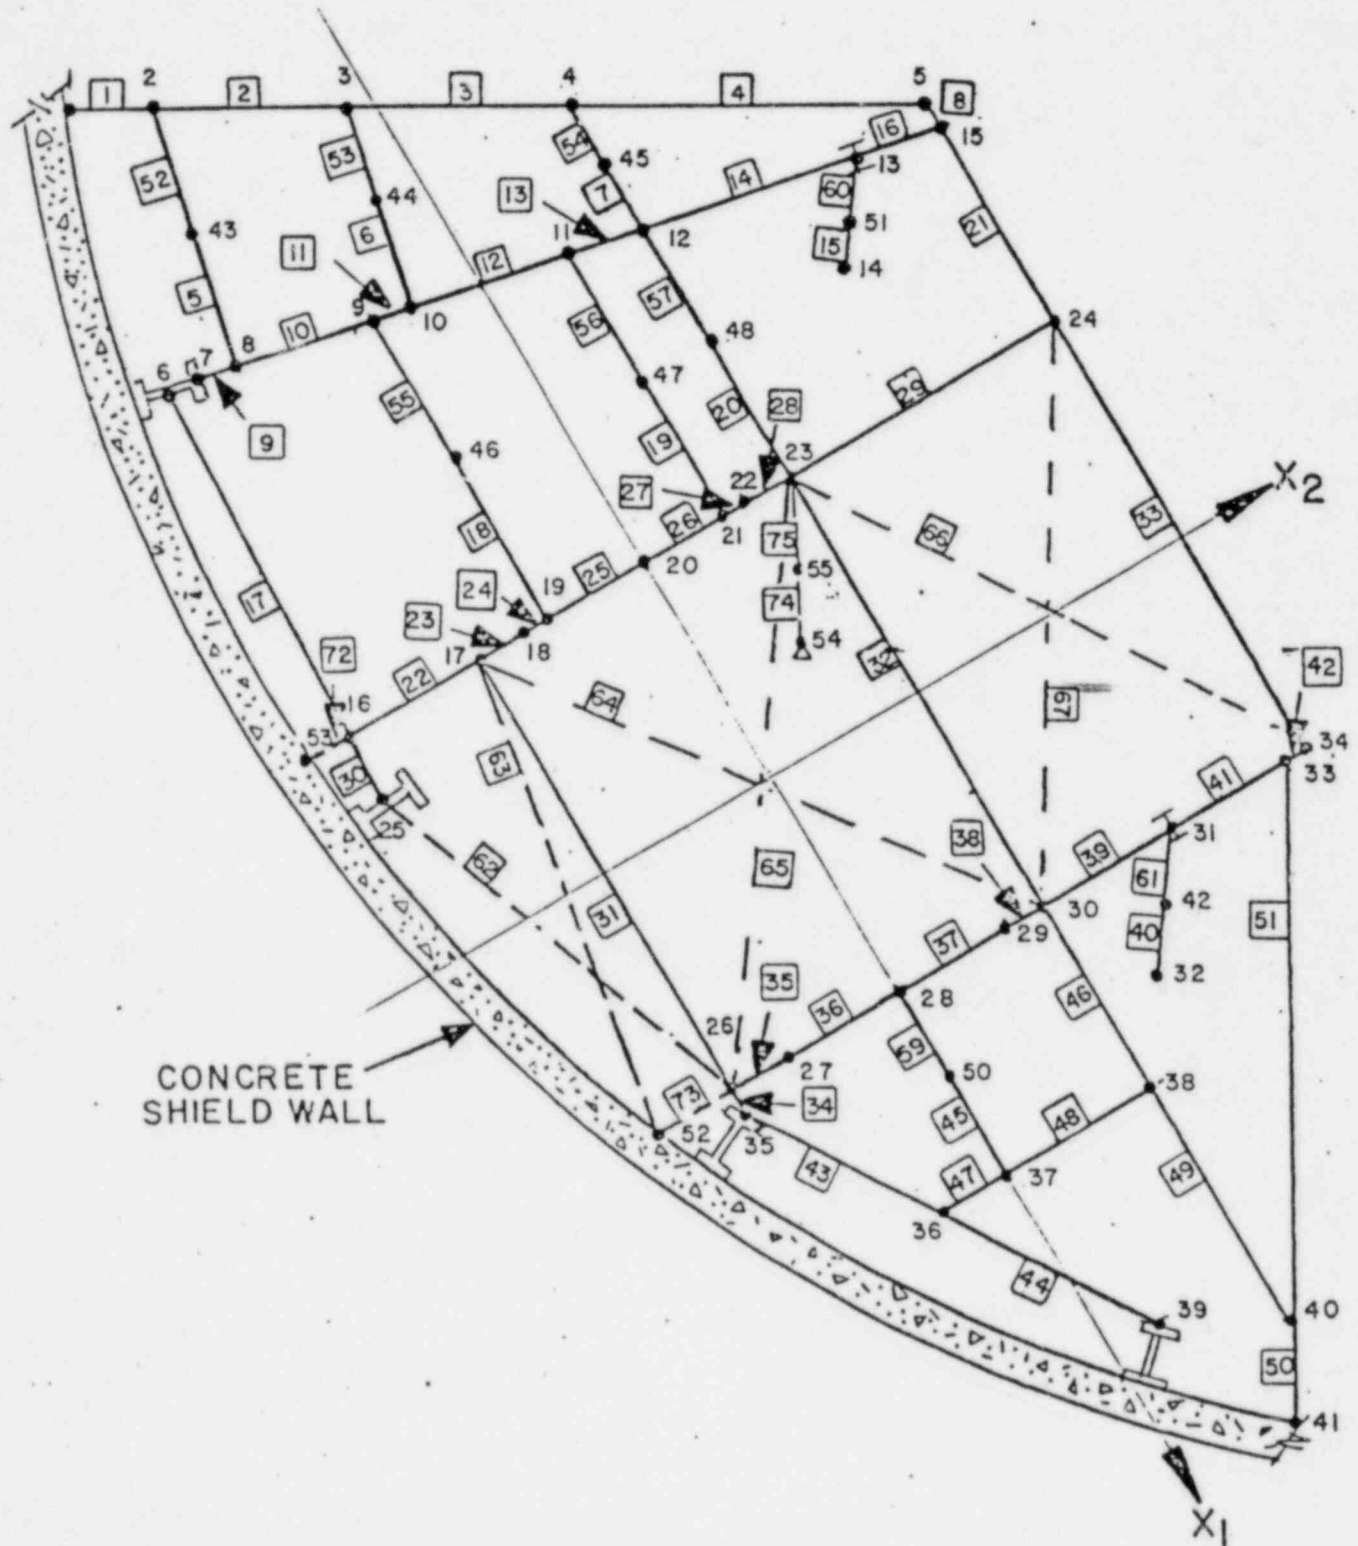 2 3 4 5
1 2 3 4 8
15
16
54 45 13
52 53 14
44 13 7 60
43 6 11 12 51 21
11 12 15 14
5 9 10 57
10 56 48 24
6 7 8 47
55 20 28 29
9 46 19 23
27 22 X2
18 26 21 75 66 33
17 24 19 25 20 55
23 74
72 17 18 54 32 42
16 22 64 67
53 63 34
30 41 33
25 38 31
62 65 39
31 61
30 42 51
37 29 40
35 32
26 36 28 46
CONCRETE 27 59 50 38
SHIELD WALL 73 34 48
52 35 45
43 47 37 49
36
44
39 40
50
41
X1